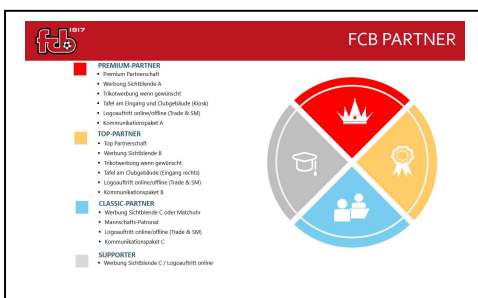 fcb 1917
FCB PARTNER
PREMIUM-PARTNER
• Premium Partnerschaft
• Werbung Sichtblende A
• Trikotwerbung wenn gewünscht
• Tafel am Eingang und Clubgebäude (Kiosk)
• Logoauftritt online/offline (Trade & SM)
• Kommunikationspaket A
TOP-PARTNER
• Top Partnerschaft
• Werbung Sichtblende B
• Trikotwerbung wenn gewünscht
• Tafel am Clubgebäude (Eingang rechts)
• Logoauftritt online/offline (Trade & SM)
• Kommunikationspaket B
CLASSIC-PARTNER
• Werbung Sichtblende C oder Matchuhr
• Mannschafts-Patronat
• Logoauftritt online/offline (Trade & SM)
• Kommunikationspaket C
SUPPORTER
• Werbung Sichtblende C / Logoauftritt online